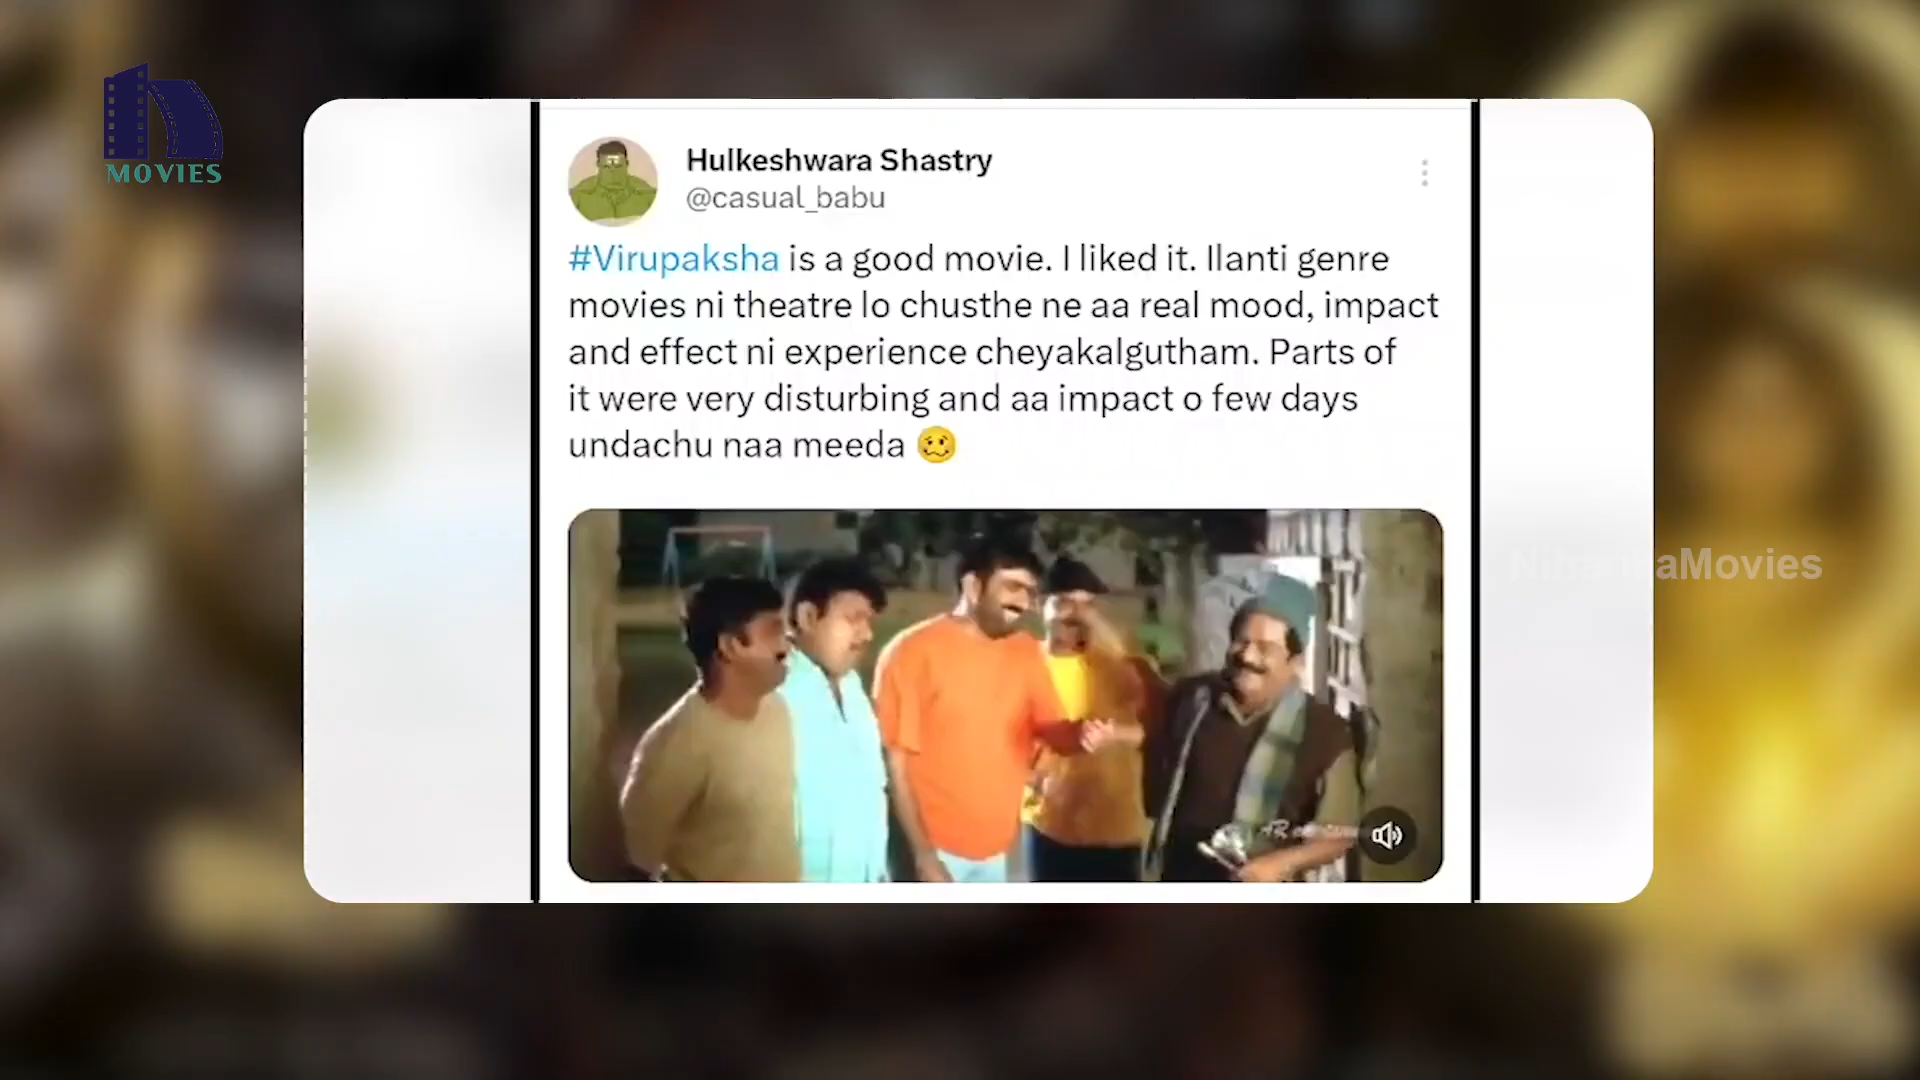 MOVIES
Hulkeshwara Shastry
@casual_babu
#Virupaksha is a good movie. I liked it. Ilanti genre
movies ni theatre lo chusthe ne aa real mood, impact
and effect ni experience cheyakalgutham. Parts of
it were very disturbing and aa impact o few days
undachu naa meeda 🥴
NiharikaMovies